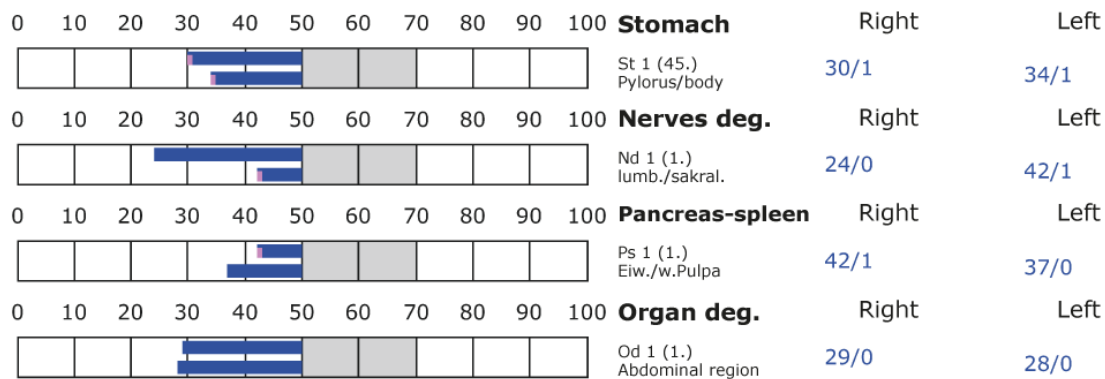 0 10 20 30 40 50 60 70 80 90 100 Stomach Right Left
St 1 (45.) 30/1 34/1
Pylorus/body
0 10 20 30 40 50 60 70 80 90 100 Nerves deg. Right Left
Nd 1 (1.) 24/0 42/1
lumb./sakral.
0 10 20 30 40 50 60 70 80 90 100 Pancreas-spleen Right Left
Ps 1 (1.) 42/1 37/0
Eiw./w.Pulpa
0 10 20 30 40 50 60 70 80 90 100 Organ deg. Right Left
Od 1 (1.) 29/0 28/0
Abdominal region